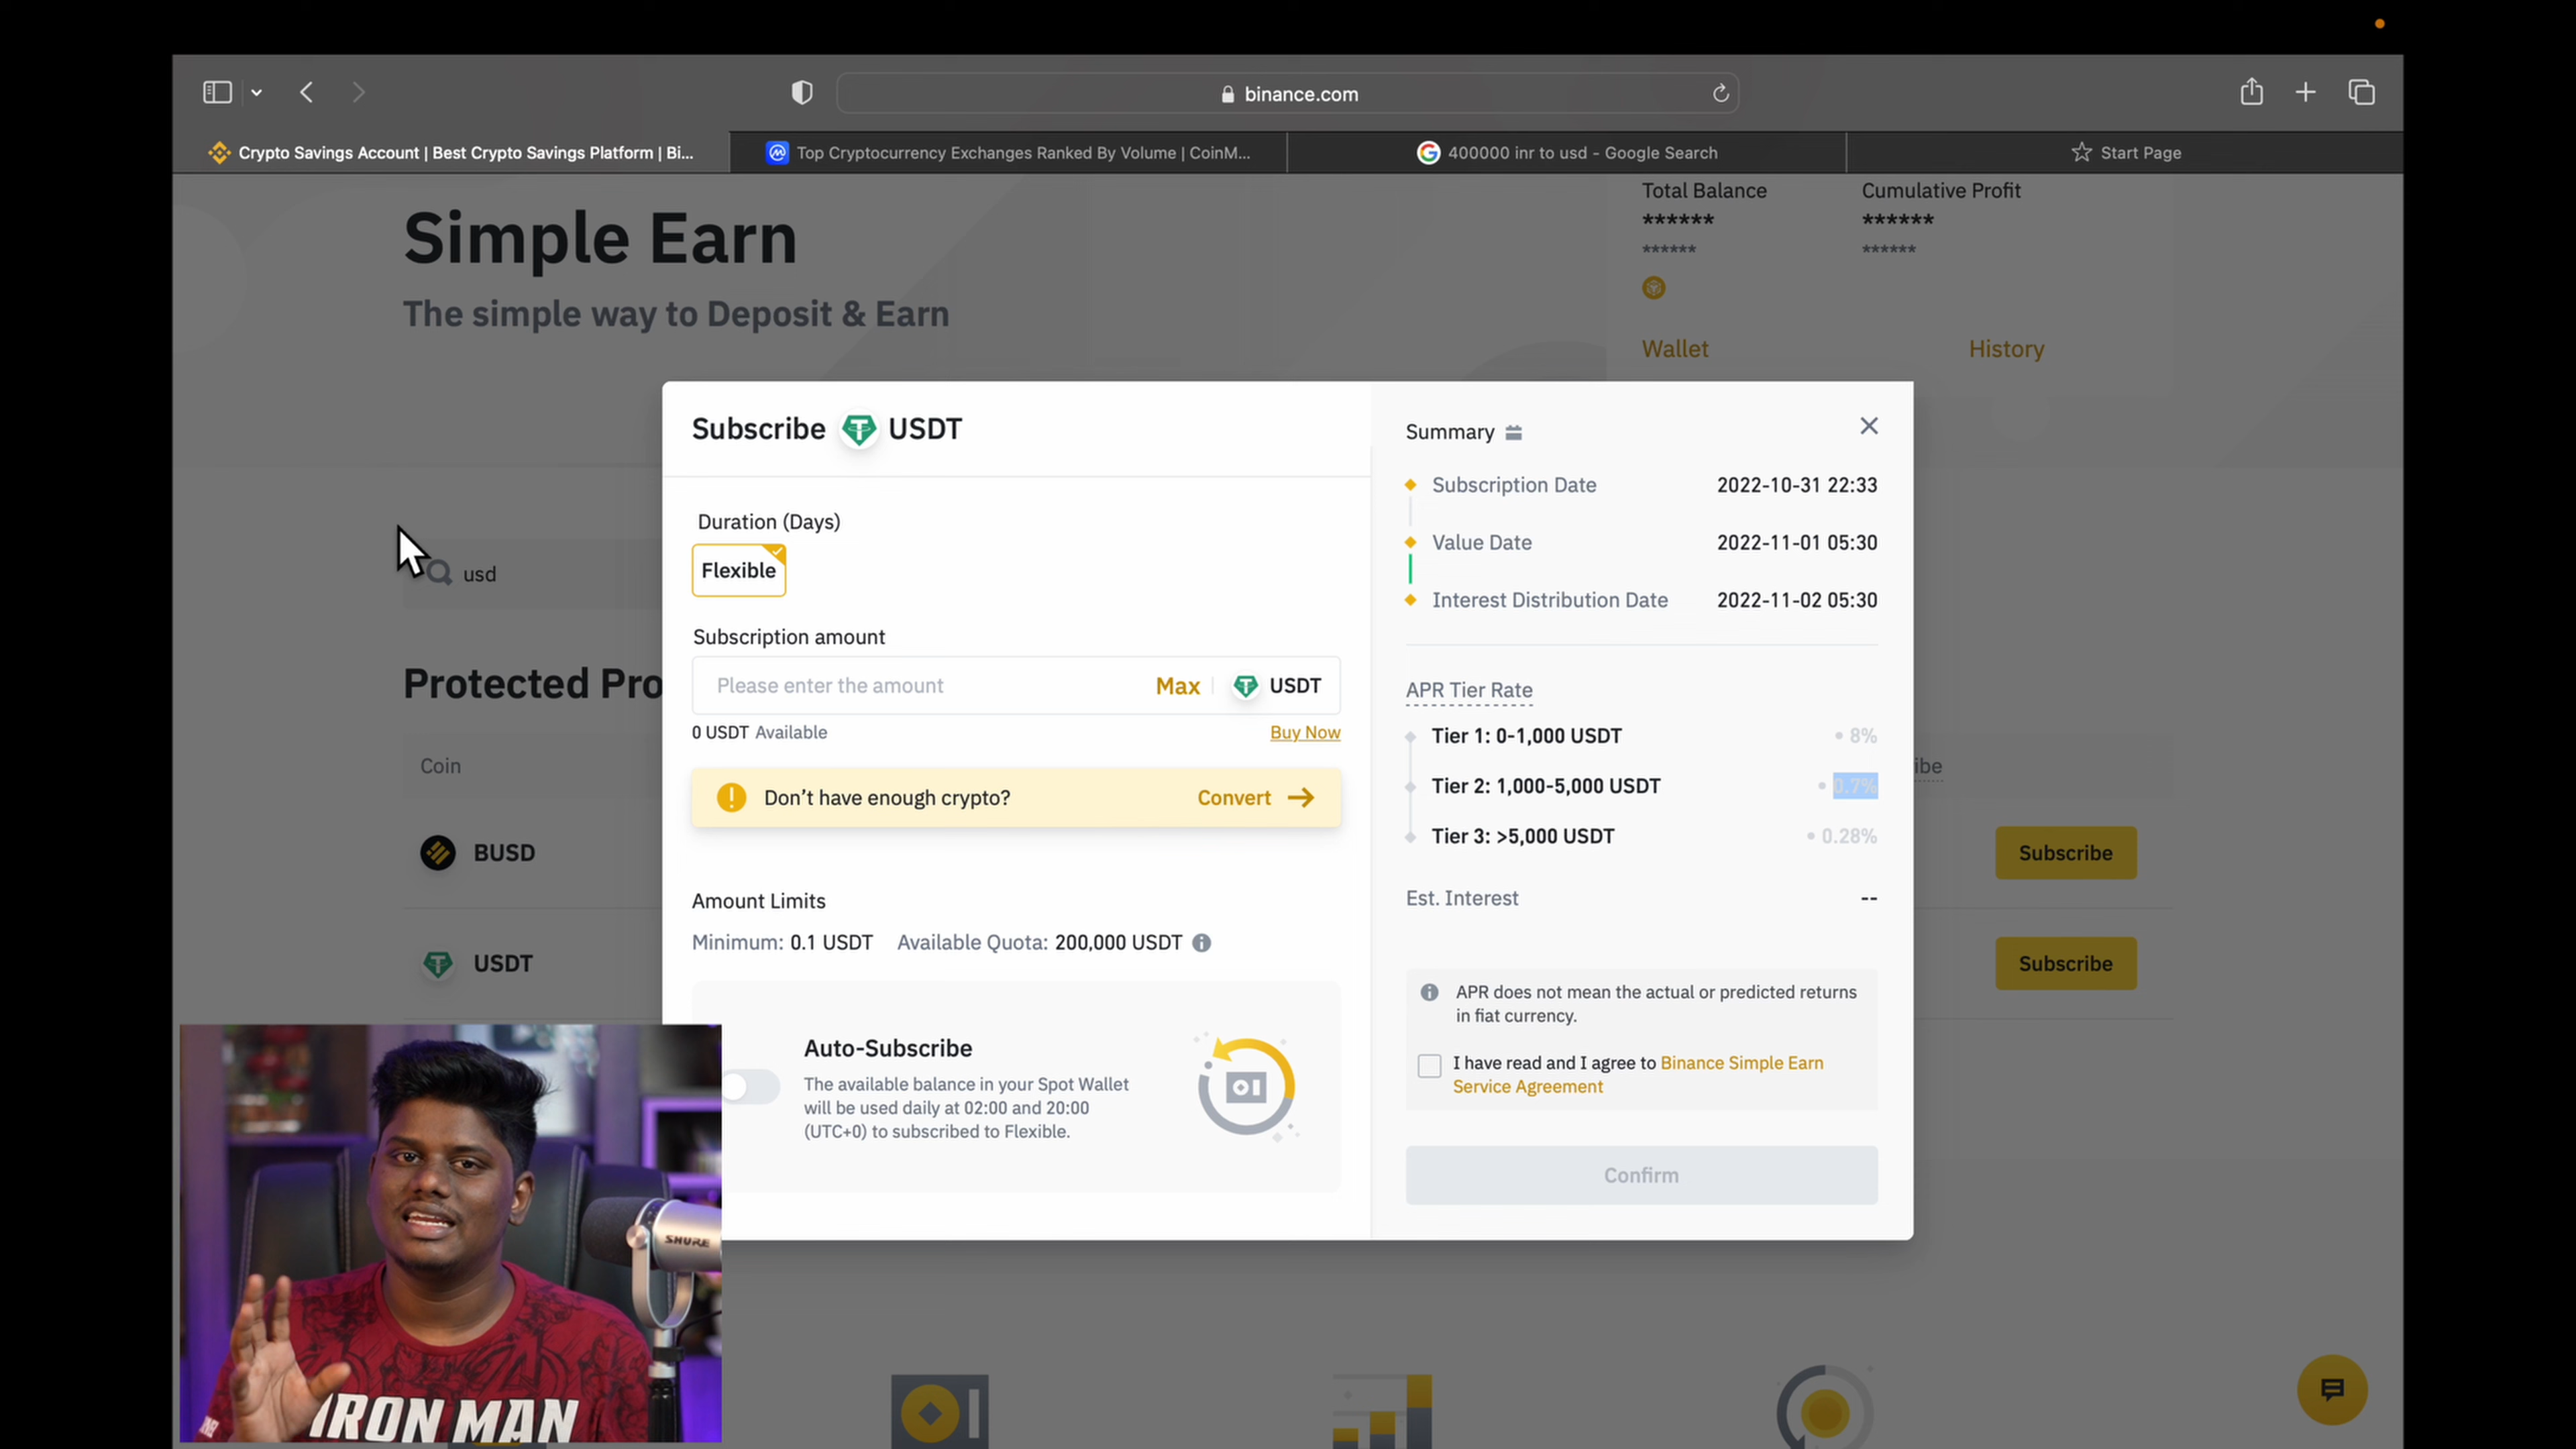 binance.com
Crypto Savings Account | Best Crypto Savings Platform | Bi...
Top Cryptocurrency Exchanges Ranked By Volume | CoinM...
400000 inr to usd - Google Search
Start Page
Simple Earn
The simple way to Deposit & Earn
Total Balance
Cumulative Profit
******
******
******
******
Wallet
History
Subscribe USDT
Duration (Days)
Flexible
usd
Subscription amount
Please enter the amount
Max
USDT
0 USDT Available
Buy Now
Don't have enough crypto?
Convert
Amount Limits
Minimum: 0.1 USDT
Available Quota: 200,000 USDT
Auto-Subscribe
The available balance in your Spot Wallet
will be used daily at 02:00 and 20:00
(UTC+0) to subscribed to Flexible.
Summary
Subscription Date 2022-10-31 22:33
Value Date 2022-11-01 05:30
Interest Distribution Date 2022-11-02 05:30
APR Tier Rate
Tier 1: 0-1,000 USDT 8%
Tier 2: 1,000-5,000 USDT 0.7%
Tier 3: >5,000 USDT 0.28%
Est. Interest --
APR does not mean the actual or predicted returns
in fiat currency.
I have read and I agree to Binance Simple Earn
Service Agreement
Confirm
Protected Pro
Coin
ibe
BUSD
Subscribe
USDT
Subscribe
SHURE
IRON MAN